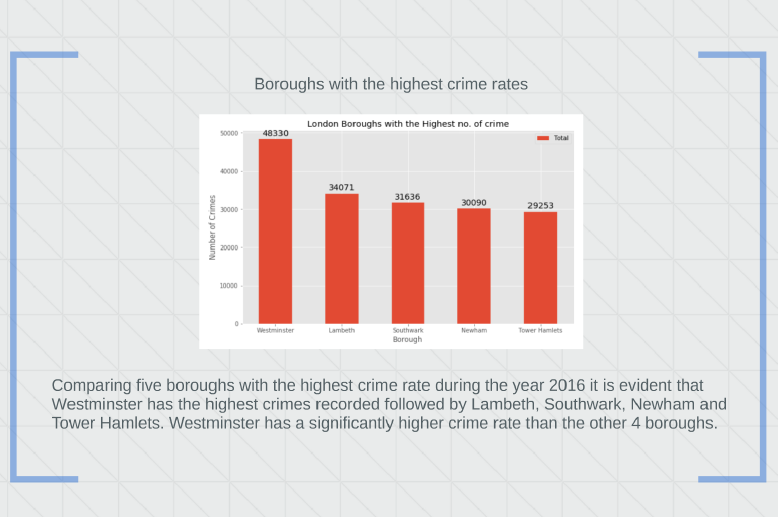 Boroughs with the highest crime rates
London Boroughs with the Highest no. of crime
Total
Number of Crimes
50000
40000
30000
20000
10000
0
48330
34071
31636
30090
29253
Westminster
Lambeth
Southwark
Newham
Tower Hamlets
Borough
Comparing five boroughs with the highest crime rate during the year 2016 it is evident that
Westminster has the highest crimes recorded followed by Lambeth, Southwark, Newham and
Tower Hamlets. Westminster has a significantly higher crime rate than the other 4 boroughs.